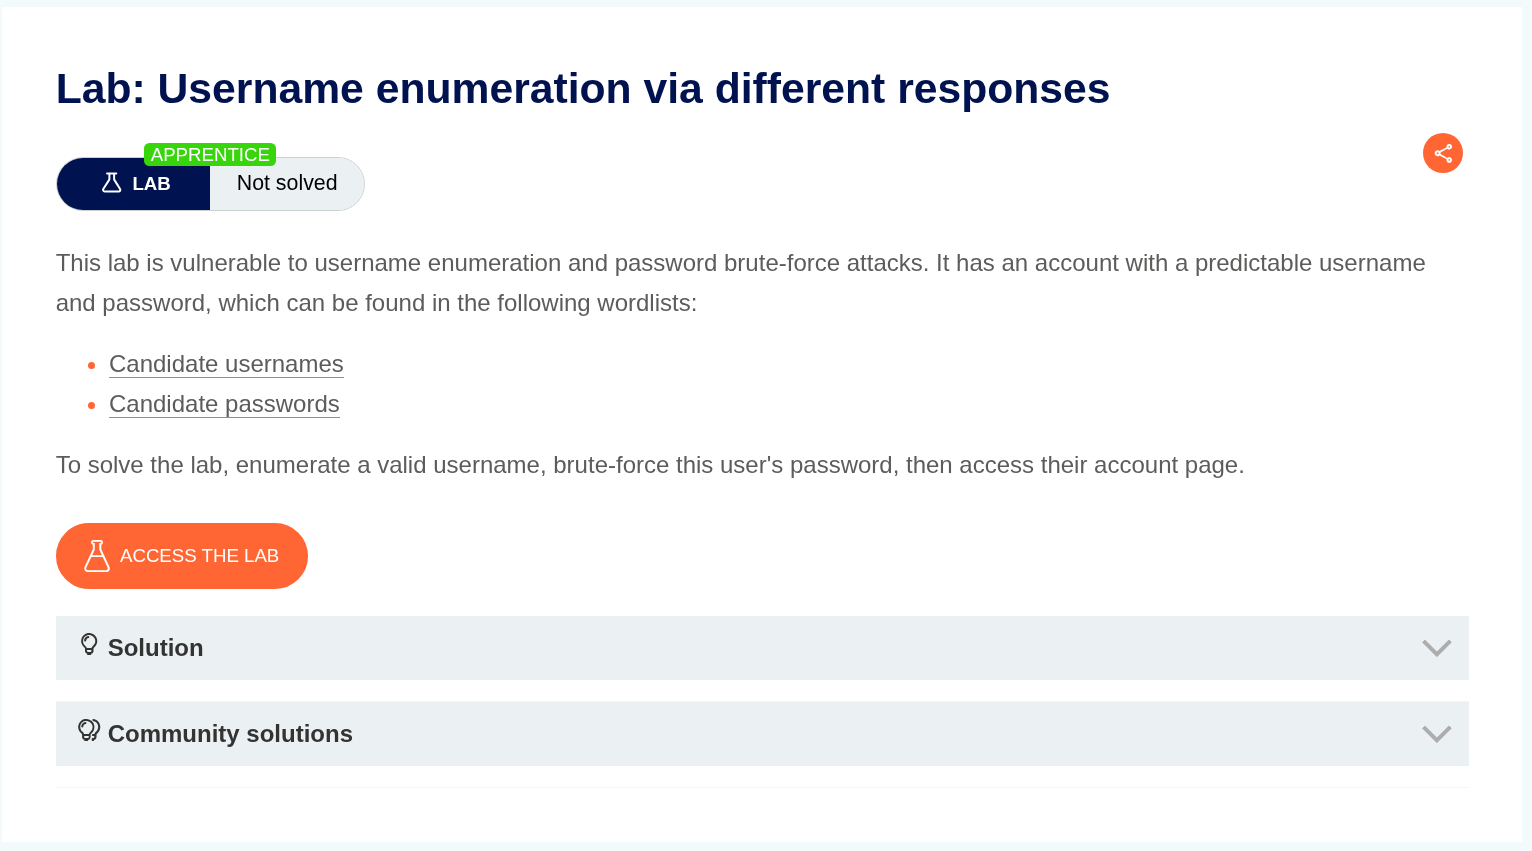 Lab: Username enumeration via different responses
APPRENTICE
LAB
Not solved
This lab is vulnerable to username enumeration and password brute-force attacks. It has an account with a predictable username
and password, which can be found in the following wordlists:
Candidate usernames
Candidate passwords
To solve the lab, enumerate a valid username, brute-force this user's password, then access their account page.
ACCESS THE LAB
Solution
Community solutions